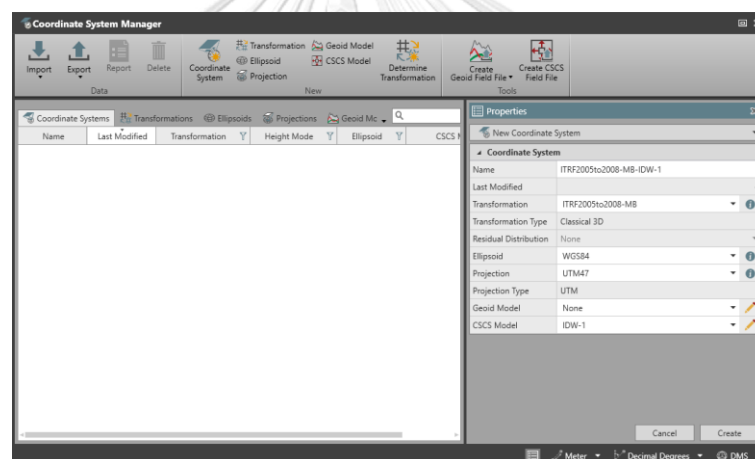 Coordinate System Manager
Import
Export
Report
Delete
Data
Coordinate System
Transformation
Ellipsoid
Projection
Geoid Model
CSCS Model
Determine Transformation
New
Create Geoid Field File
Create CSCS Field File
Tools
Coordinate Systems Transformations Ellipsoids Projections Geoid Mc
Name Last Modified Transformation Height Mode Ellipsoid CSCS
Properties
New Coordinate System
Coordinate System
Name ITRF2005to2008-MB-IDW-1
Last Modified
Transformation ITRF2005to2008-MB
Transformation Type Classical 3D
Residual Distribution None
Ellipsoid WGS84
Projection UTM47
Projection Type UTM
Geoid Model None
CSCS Model IDW-1
Cancel Create
Meter Decimal Degrees DMS